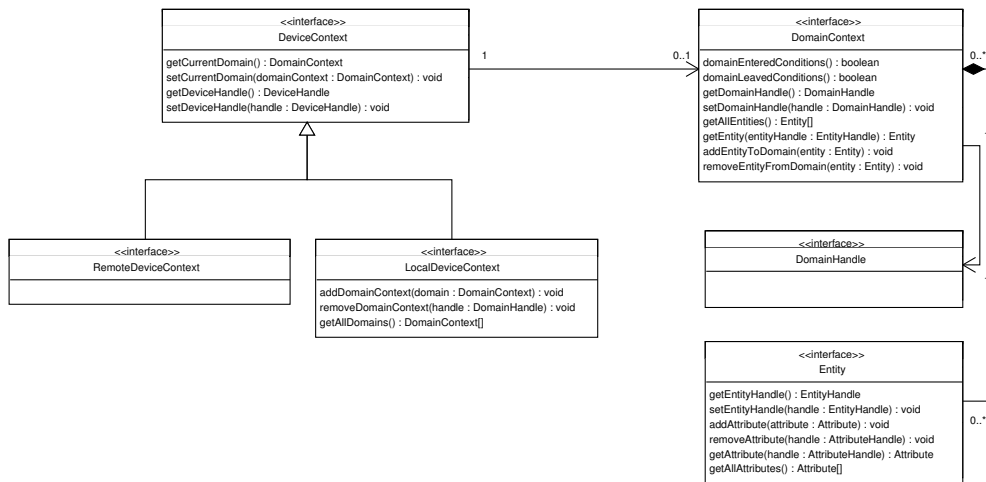 <<interface>>
DeviceContext
getCurrentDomain() : DomainContext
setCurrentDomain(domainContext : DomainContext) : void
getDeviceHandle() : DeviceHandle
setDeviceHandle(handle : DeviceHandle) : void
1
0..1
<<interface>>
DomainContext
domainEnteredConditions() : boolean
domainLeavedConditions() : boolean
getDomainHandle() : DomainHandle
setDomainHandle(handle : DomainHandle) : void
getAllEntities() : Entity[]
getEntity(entityHandle : EntityHandle) : Entity
addEntityToDomain(entity : Entity) : void
removeEntityFromDomain(entity : Entity) : void
0..*
<<interface>>
RemoteDeviceContext
<<interface>>
LocalDeviceContext
addDomainContext(domain : DomainContext) : void
removeDomainContext(handle : DomainHandle) : void
getAllDomains() : DomainContext[]
<<interface>>
DomainHandle
<<interface>>
Entity
getEntityHandle() : EntityHandle
setEntityHandle(handle : EntityHandle) : void
addAttribute(attribute : Attribute) : void
removeAttribute(handle : AttributeHandle) : void
getAttribute(handle : AttributeHandle) : Attribute
getAllAttributes() : Attribute[]
0..*